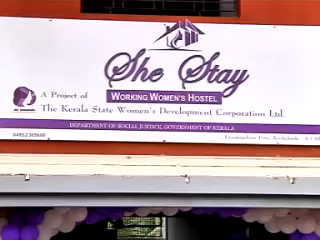 She Stay
WORKING WOMEN'S HOSTEL
A Project of
The Kerala State Women's Development Corporation Ltd.
DEPARTMENT OF SOCIAL JUSTICE, GOVERNMENT OF KERALA